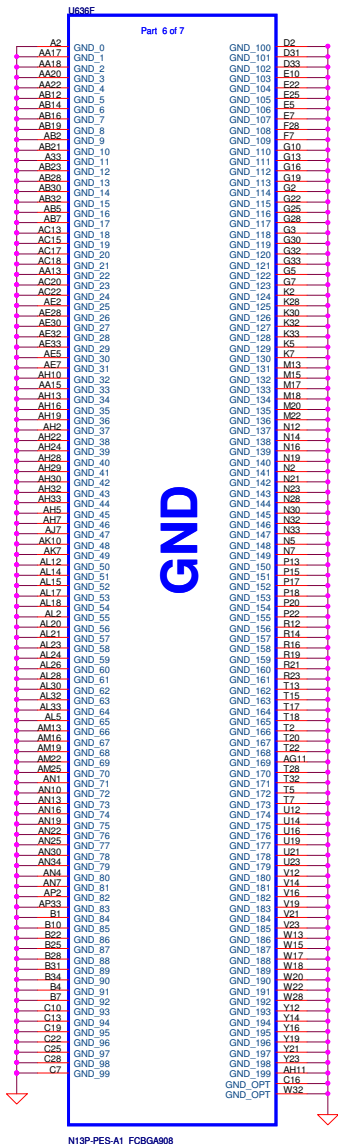 U636F
Part 6 of 7
A2 GND_0 GND_100 D2
AA17 GND_1 GND_101 D31
AA18 GND_2 GND_102 D33
AA20 GND_3 GND_103 E10
AA22 GND_4 GND_104 E22
AB12 GND_5 GND_105 E25
AB14 GND_6 GND_106 E5
AB16 GND_7 GND_107 E7
AB19 GND_8 GND_108 F28
AB2 GND_9 GND_109 F7
AB21 GND_10 GND_110 G10
A33 GND_11 GND_111 G13
AB23 GND_12 GND_112 G16
AB28 GND_13 GND_113 G19
AB30 GND_14 GND_114 G2
AB32 GND_15 GND_115 G22
AB5 GND_16 GND_116 G25
AB7 GND_17 GND_117 G28
AC13 GND_18 GND_118 G3
AC15 GND_19 GND_119 G30
AC17 GND_20 GND_120 G32
AC18 GND_21 GND_121 G33
AA13 GND_22 GND_122 G5
AC20 GND_23 GND_123 G7
AC22 GND_24 GND_124 K2
AE2 GND_25 GND_125 K28
AE28 GND_26 GND_126 K30
AE30 GND_27 GND_127 K32
AE32 GND_28 GND_128 K33
AE33 GND_29 GND_129 K5
AE5 GND_30 GND_130 K7
AE7 GND_31 GND_131 M13
AH10 GND_32 GND_132 M15
AA15 GND_33 GND_133 M17
AH13 GND_34 GND_134 M18
AH16 GND_35 GND_135 M20
AH19 GND_36 GND_136 M22
AH2 GND_37 GND_137 N12
AH22 GND_38 GND_138 N14
AH24 GND_39 GND_139 N16
AH28 GND_40 GND_140 N19
AH29 GND_41 GND_141 N2
AH30 GND_42 GND_142 N21
AH32 GND_43 GND_143 N23
AH33 GND_44 GND_144 N28
AH5 GND_45 GND_145 N30
AH7 GND_46 GND_146 N32
AJ7 GND_47 GND_147 N33
AK10 GND_48 GND_148 N5
AK7 GND_49 GND_149 N7
AL12 GND_50 GND_150 P13
AL14 GND_51 GND_151 P15
AL15 GND_52 GND_152 P17
AL17 GND_53 GND_153 P18
AL18 GND_54 GND_154 P20
AL2 GND_55 GND_155 P22
AL20 GND_56 GND_156 R12
AL21 GND_57 GND_157 R14
AL23 GND_58 GND_158 R16
AL24 GND_59 GND_159 R19
AL26 GND_60 GND_160 R21
AL28 GND_61 GND_161 R23
AL30 GND_62 GND_162 T13
AL32 GND_63 GND_163 T15
AL33 GND_64 GND_164 T17
AL5 GND_65 GND_165 T18
AM13 GND_66 GND_166 T2
AM16 GND_67 GND_167 T20
AM19 GND_68 GND_168 T22
AM22 GND_69 GND_169 AG11
AM25 GND_70 GND_170 T28
AN1 GND_71 GND_171 T32
AN10 GND_72 GND_172 T5
AN13 GND_73 GND_173 T7
AN16 GND_74 GND_174 U12
AN19 GND_75 GND_175 U14
AN22 GND_76 GND_176 U16
AN25 GND_77 GND_177 U19
AN30 GND_78 GND_178 U21
AN34 GND_79 GND_179 U23
AN4 GND_80 GND_180 V12
AN7 GND_81 GND_181 V14
AP2 GND_82 GND_182 V16
AP33 GND_83 GND_183 V19
B1 GND_84 GND_184 V21
B10 GND_85 GND_185 V23
B22 GND_86 GND_186 W13
B25 GND_87 GND_187 W15
B28 GND_88 GND_188 W17
B31 GND_89 GND_189 W18
B34 GND_90 GND_190 W20
B4 GND_91 GND_191 W22
B7 GND_92 GND_192 W28
C10 GND_93 GND_193 Y12
C13 GND_94 GND_194 Y14
C19 GND_95 GND_195 Y16
C22 GND_96 GND_196 Y19
C25 GND_97 GND_197 Y21
C28 GND_98 GND_198 Y23
C7 GND_99 GND_199 AH11
GND_OPT C16
GND_OPT W32
GND
N13P-PES-A1_FCBGA908